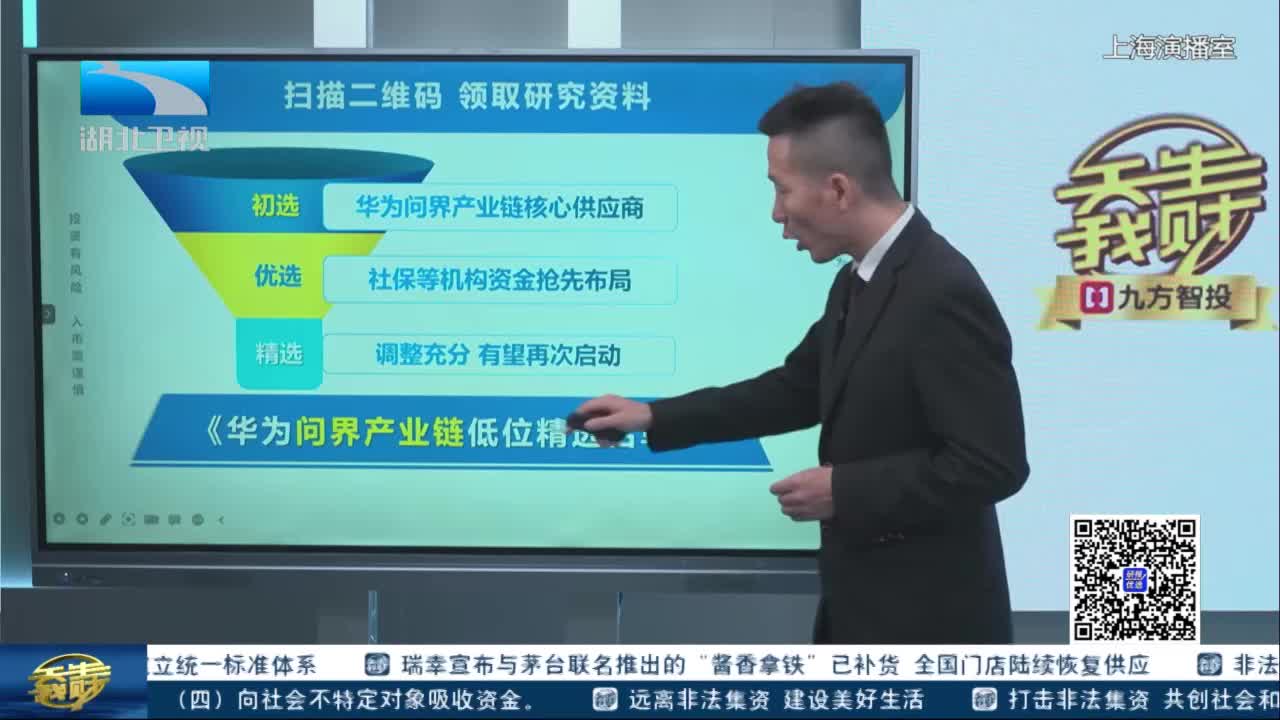 上海演播室
湖北卫视
扫描二维码 领取研究资料
初选
华为问界产业链核心供应商
优选
社保等机构资金抢先布局
精选
调整充分 有望再次启动
《华为问界产业链低位精选
投资有风险 入市需谨慎
天生我财
九方智投
立统一标准体系 瑞幸宣布与茅台联名推出的“酱香拿铁”已补货 全国门店陆续恢复供应 非法
(四)向社会不特定对象吸收资金。 远离非法集资 建设美好生活 打击非法集资 共创社会和